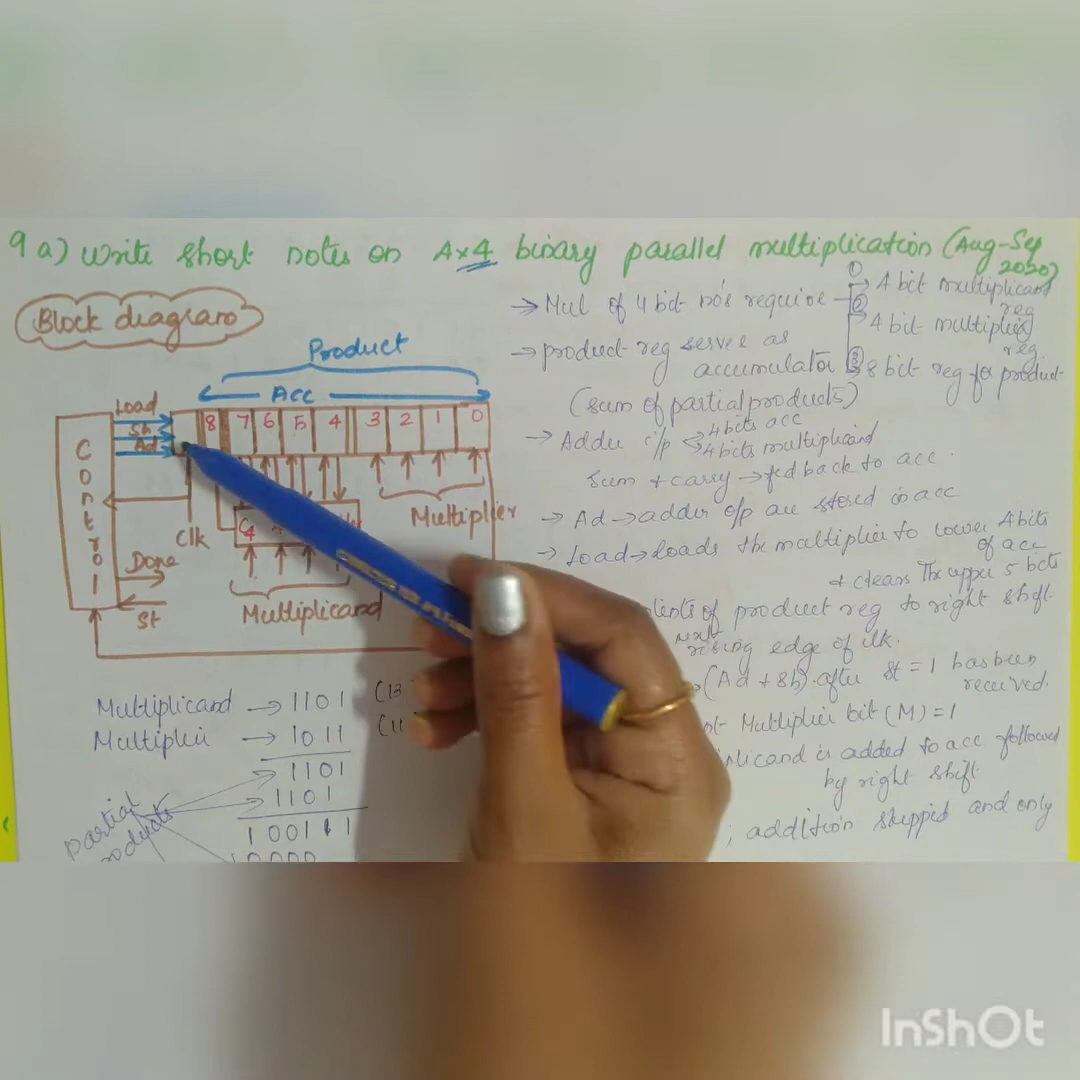 9 a) Write short notes on 4x4 binary parallel multiplication (Aug-Sep 2020)
Block diagram
Product
Acc
Load
Sh
Ad
8 7 6 5 4 3 2 1 0
Control
Clk
C4
Multiplier
Done
St
Multiplicand
Multiplicand → 1101 (13
Multiplier → 1011 (11
1101
1101
100111
0000
partial
→ Mul of 4 bit no's require
① 4 bit multiplicand reg
② 4 bit multiplier reg.
③ 8 bit reg for product
→ product reg serves as
accumulator
(sum of partial products)
→ Adder i/p
4 bits acc
4 bits multiplicand
Sum + carry → fed back to acc.
→ Ad → adder o/p are stored in acc
→ Load → loads the multiplier to lower 4 bits
of acc
+ clears the upper 5 bits
of product reg to right shift
next
rising edge of clk.
(Ad + Sh). after St = 1 has been
received.
Multiplier bit (M) = 1
is added to acc followed
by right shift
; addition skipped and only
InShOt